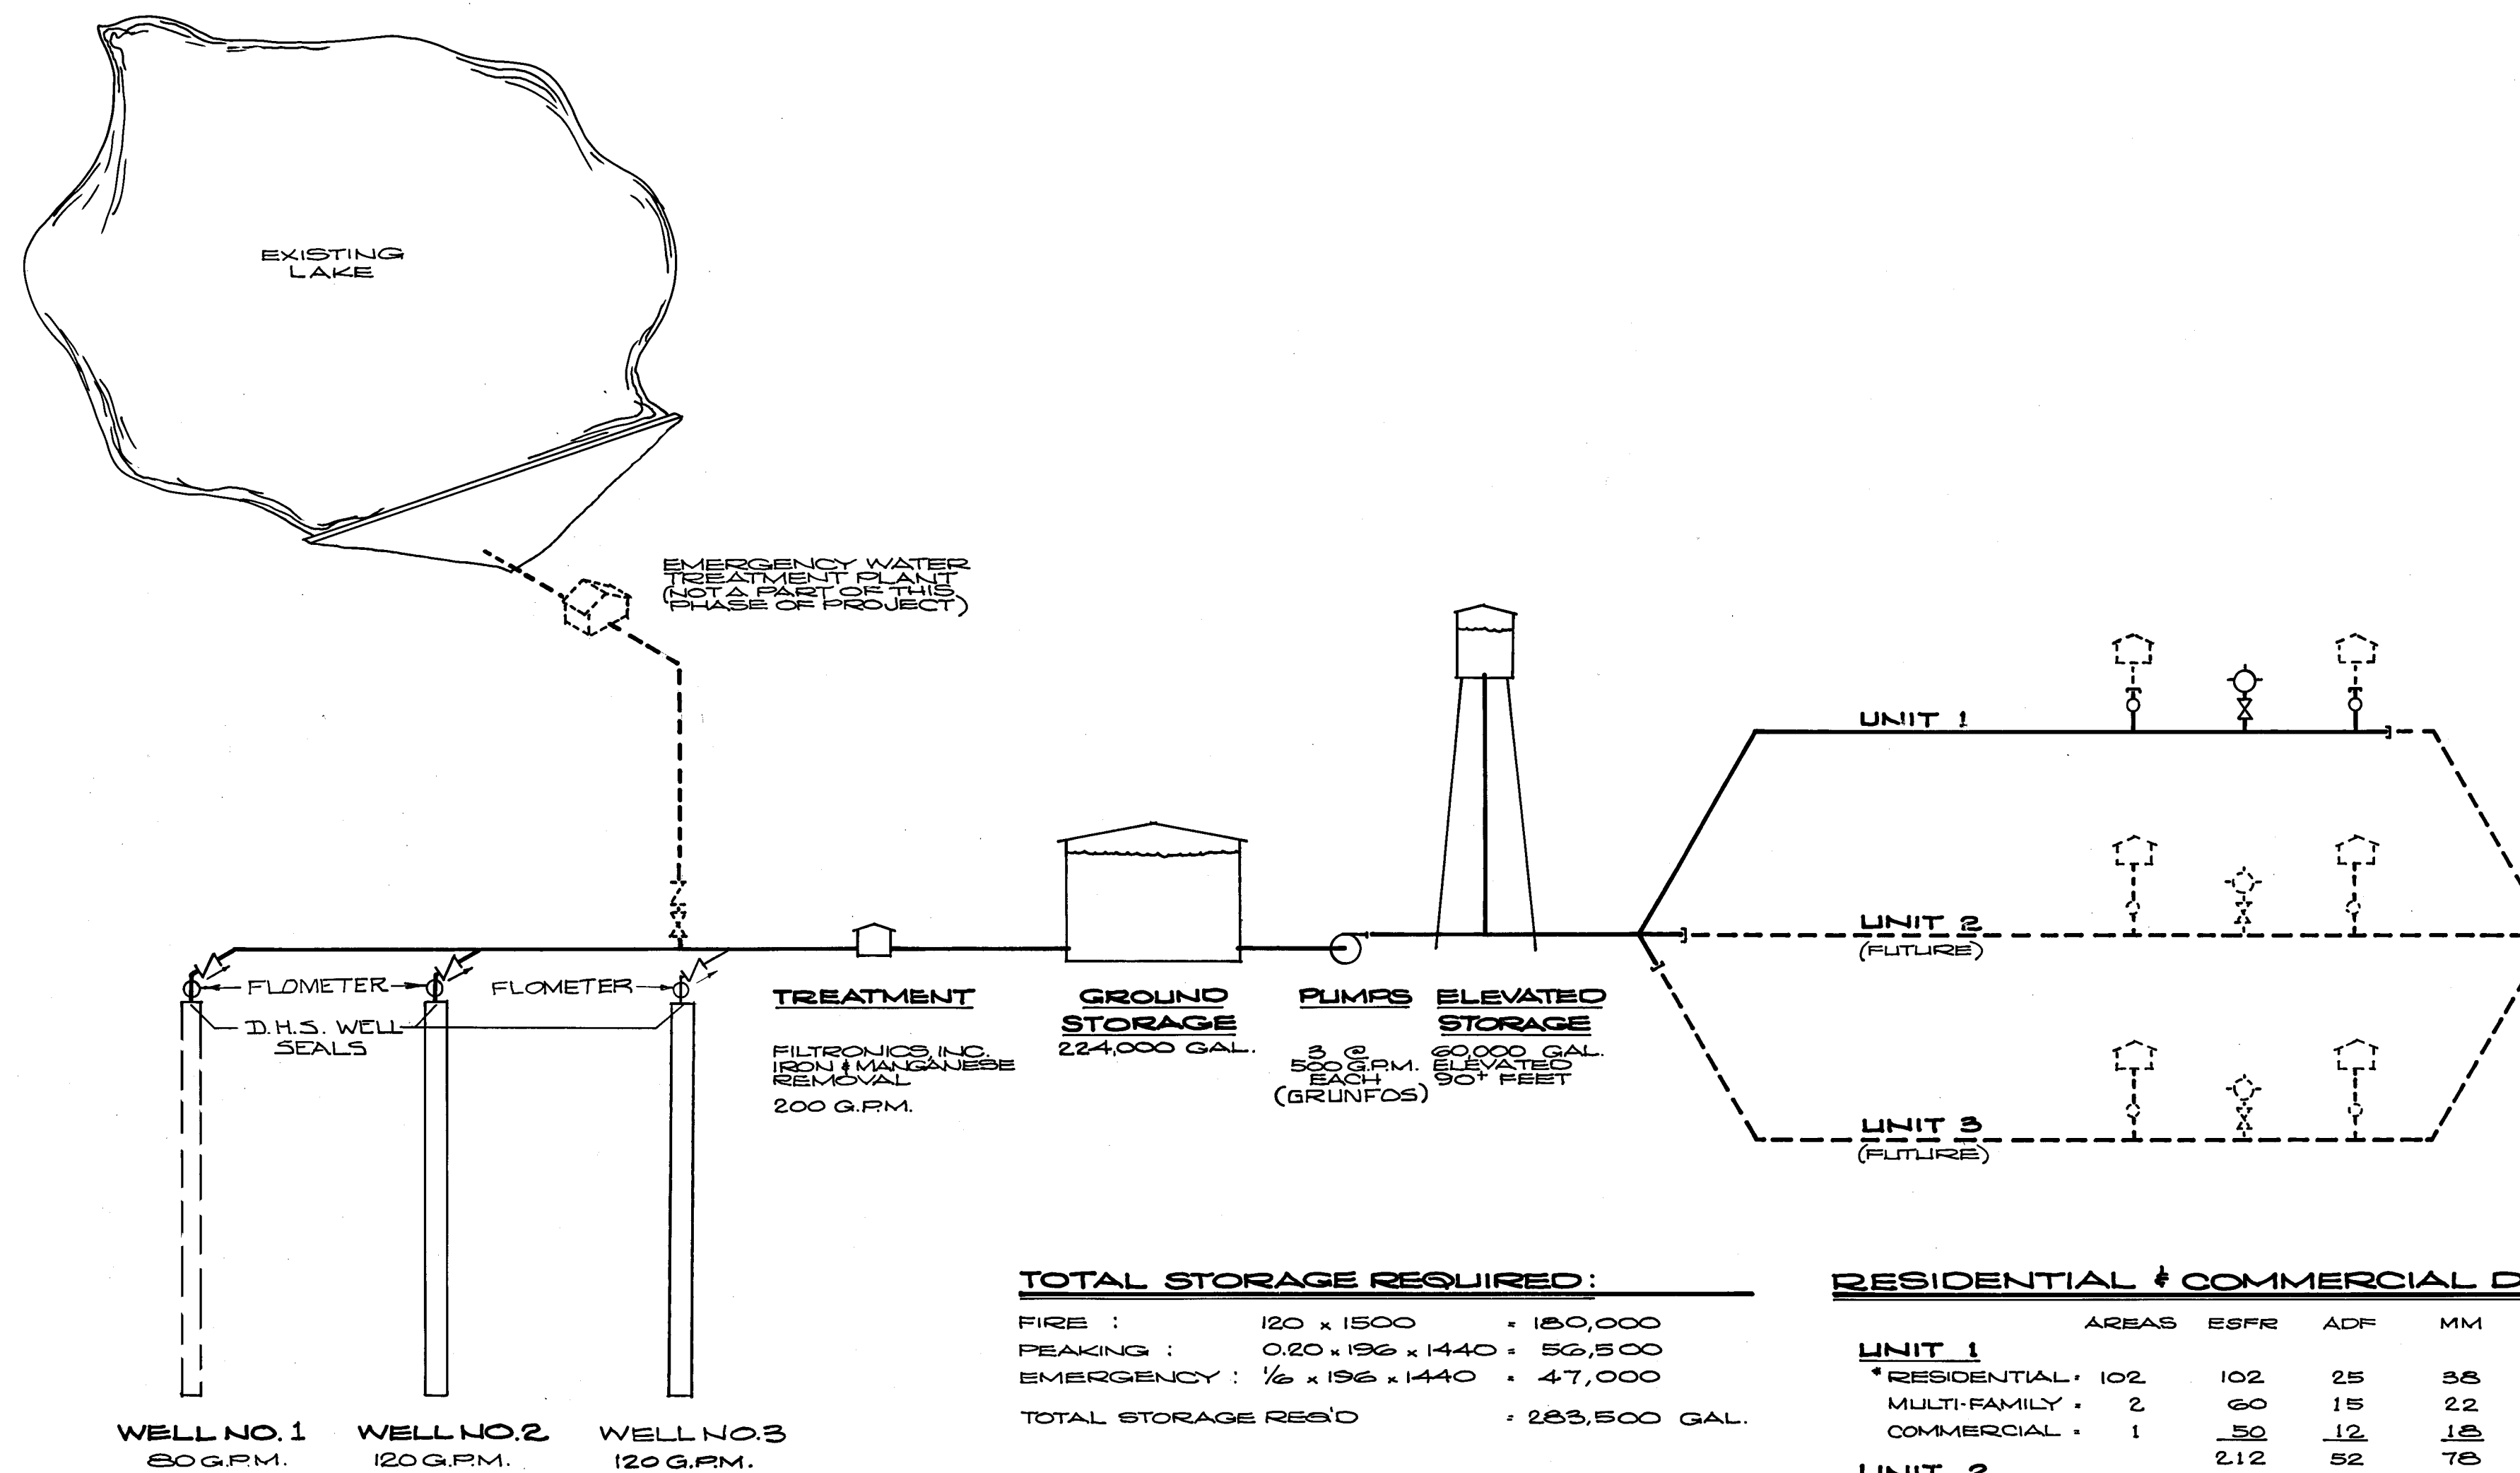 EXISTING
LAKE
EMERGENCY WATER
TREATMENT PLANT
(NOT A PART OF THIS
PHASE OF PROJECT)
UNIT 1
UNIT 2
(FUTURE)
UNIT 3
(FUTURE)
FLOMETER
FLOMETER
D.H.S. WELL
SEALS
TREATMENT
FILTRONICS, INC.
IRON & MANGANESE
REMOVAL
200 G.P.M.
GROUND
STORAGE
224,000 GAL.
PUMPS
3 @
500 G.P.M.
EACH
(GRUNFOS)
ELEVATED
STORAGE
60,000 GAL.
ELEVATED
90+ FEET
WELL NO. 1
80 G.P.M.
WELL NO. 2
120 G.P.M.
WELL NO. 3
120 G.P.M.
TOTAL STORAGE REQUIRED:
FIRE : 120 x 1500 = 180,000
PEAKING : 0.20 x 196 x 1440 = 56,500
EMERGENCY : 1/6 x 196 x 1440 = 47,000
TOTAL STORAGE REQ'D = 283,500 GAL.
RESIDENTIAL & COMMERCIAL D
AREAS ESFR ADF MM
UNIT 1
* RESIDENTIAL = 102 102 25 38
MULTI-FAMILY = 2 60 15 22
COMMERCIAL = 1 50 12 18
212 52 78
UNIT 2